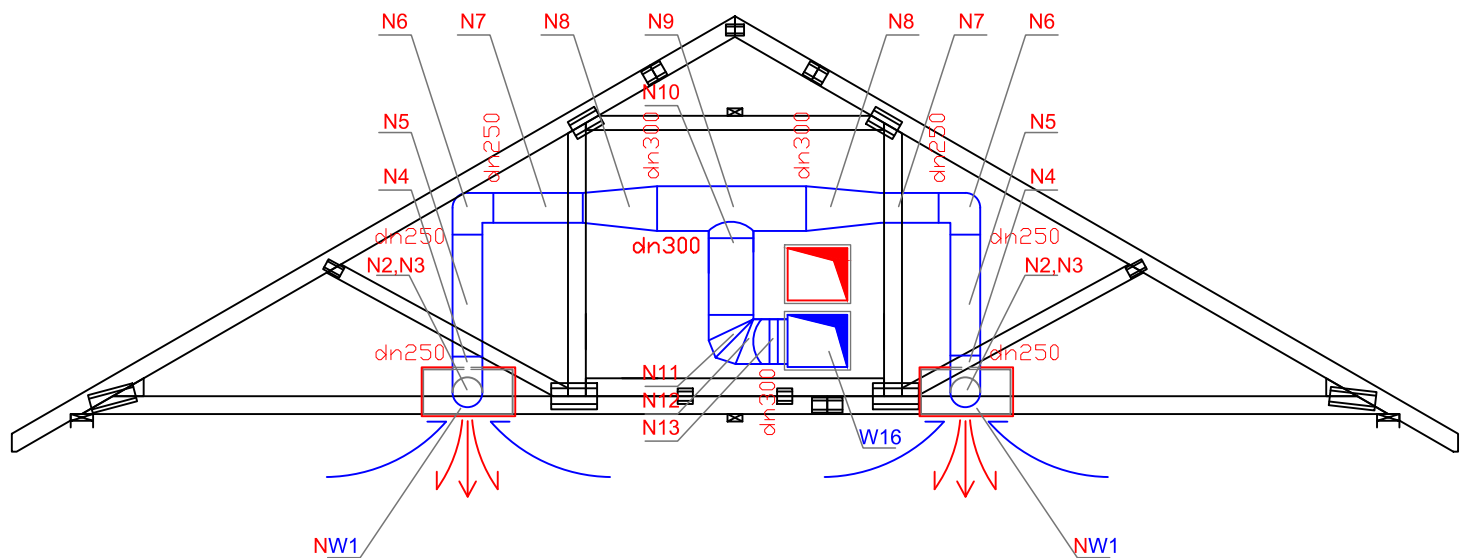 N6 N7 N8 N9 N8 N7 N6
N10
dn250 dn300 dn300 dn250
N5 N5
N4 N4
dn250 dn300 dn250
N2,N3 N2,N3
dn250 dn250
N11
N12 dn300
N13 W16
NW1 NW1